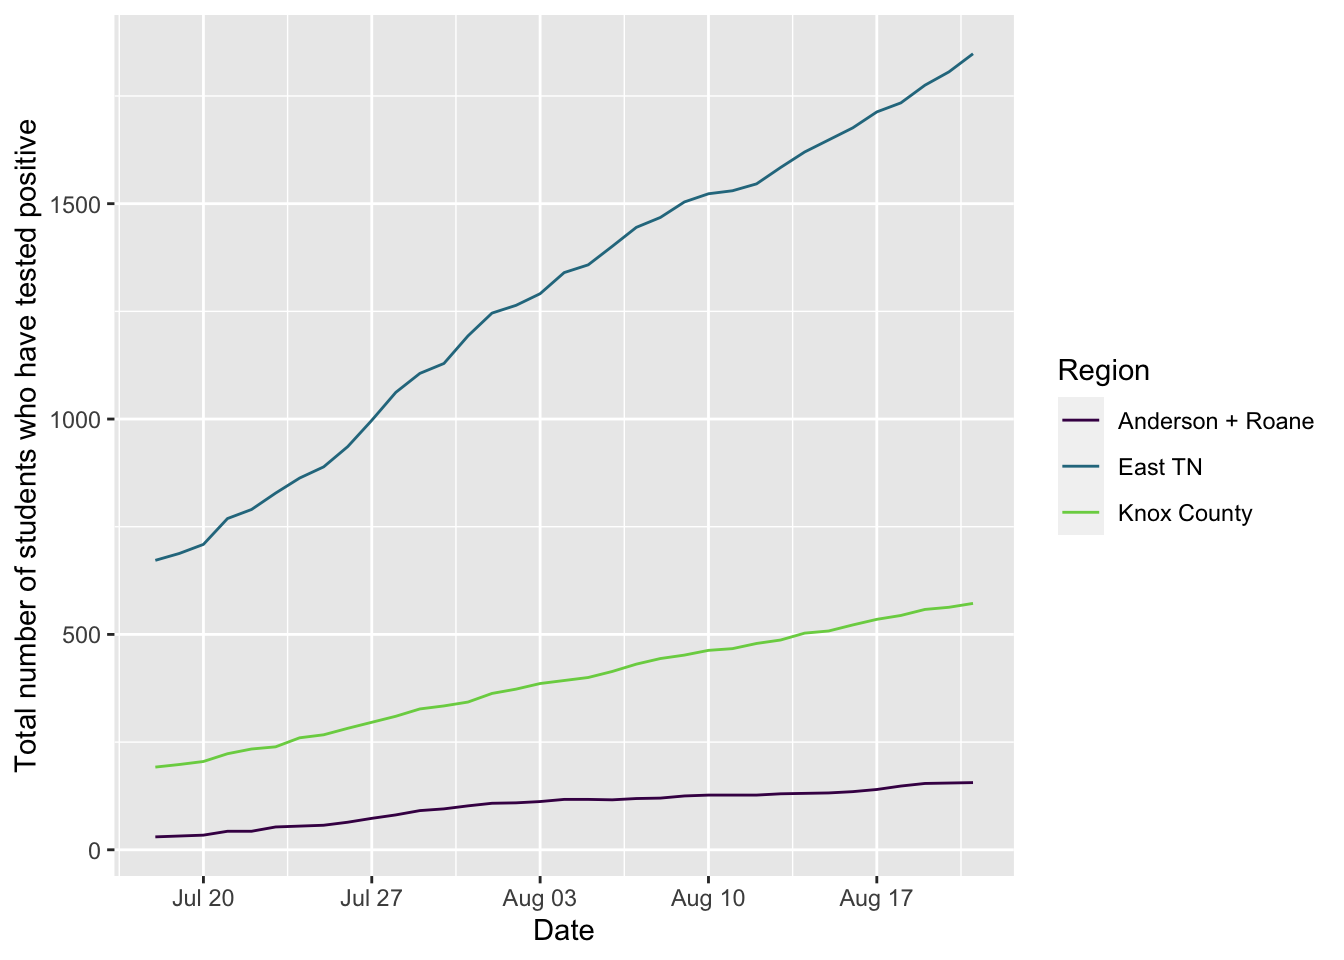 Total number of students who have tested positive
1500
1000
500
0
Jul 20
Jul 27
Aug 03
Aug 10
Aug 17
Date
Region
Anderson + Roane
East TN
Knox County